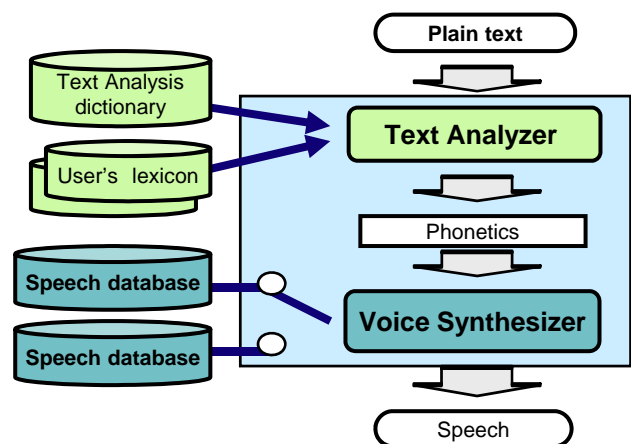 Plain text
Text Analysis
dictionary
Text Analyzer
User's lexicon
Phonetics
Speech database
Voice Synthesizer
Speech database
Speech